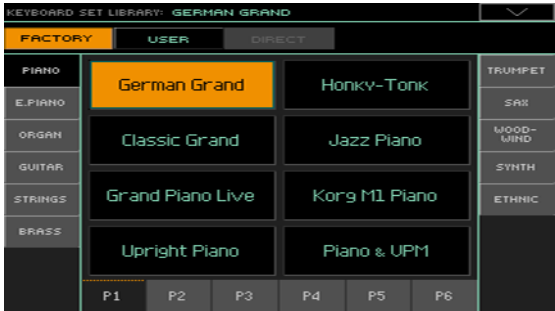 KEYBOARD SET LIBRARY: GERMAN GRAND
FACTORY USER DIRECT
PIANO
E.PIANO
ORGAN
GUITAR
STRINGS
BRASS
German Grand Honky-Tonk
Classic Grand Jazz Piano
Grand Piano Live Korg M1 Piano
Upright Piano Piano & UPM
TRUMPET
SAX
WOOD-
WIND
SYNTH
ETHNIC
P1 P2 P3 P4 P5 P6